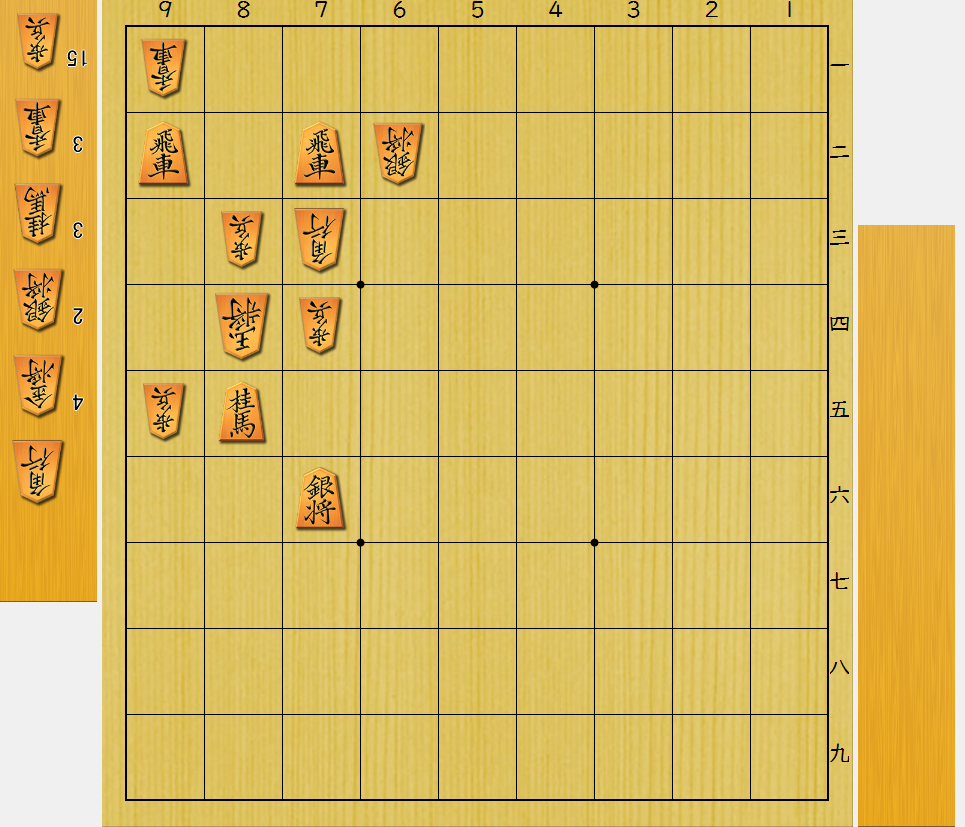 9 8 7 6 5 4 3 2 1
香車 一
飛車 飛車 銀将 二
歩兵 角行 三
玉将 歩兵 四
歩兵 桂馬 五
銀将 六
七
八
九
歩兵 15
香車 3
桂馬 3
銀将 2
金将 4
角行